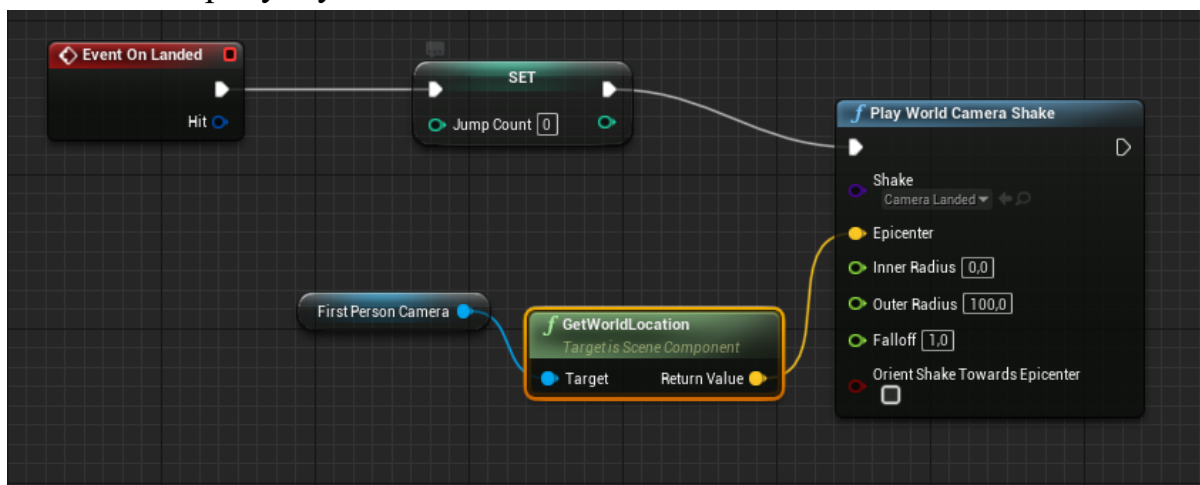 Event On Landed
Hit
SET
Jump Count 0
f Play World Camera Shake
Shake
Camera Landed
Epicenter
Inner Radius 0,0
Outer Radius 100,0
Falloff 1,0
Orient Shake Towards Epicenter
First Person Camera
f GetWorldLocation
Target is Scene Component
Target Return Value